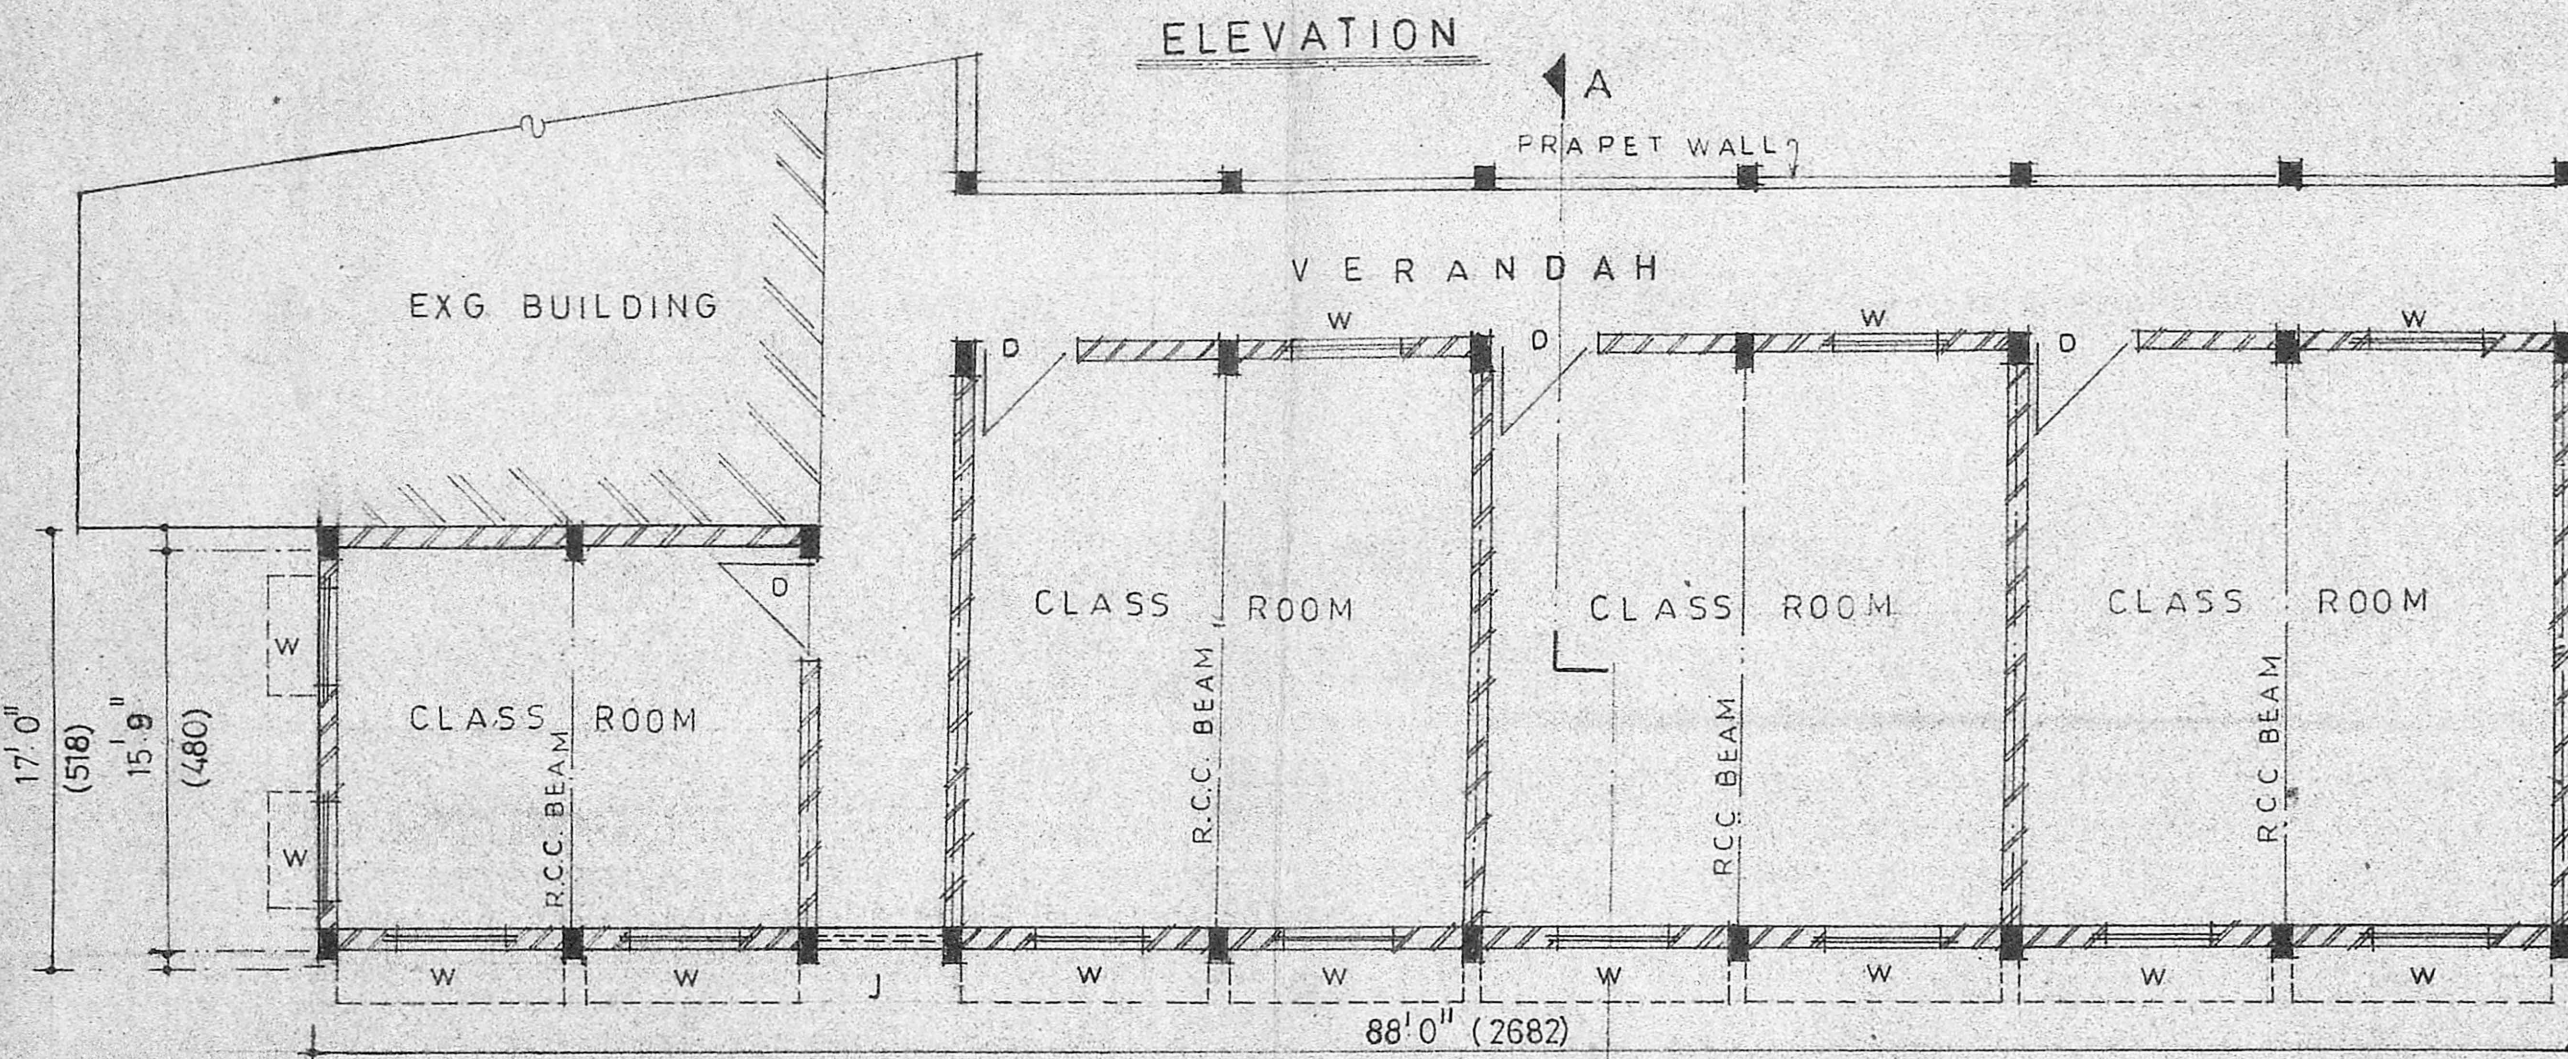 ELEVATION
A
PRAPET WALL
VERANDAH
EXG BUILDING
W
W
W
D
D
D
D
CLASS ROOM
CLASS ROOM
CLASS ROOM
W
CLASS ROOM
R.C.C. BEAM
R.C.C. BEAM
RCC BEAM
RCC BEAM
17'.0"
(518)
15'.9"
(480)
W
W
W
J
W
W
W
W
W
W
88'0" (2682)